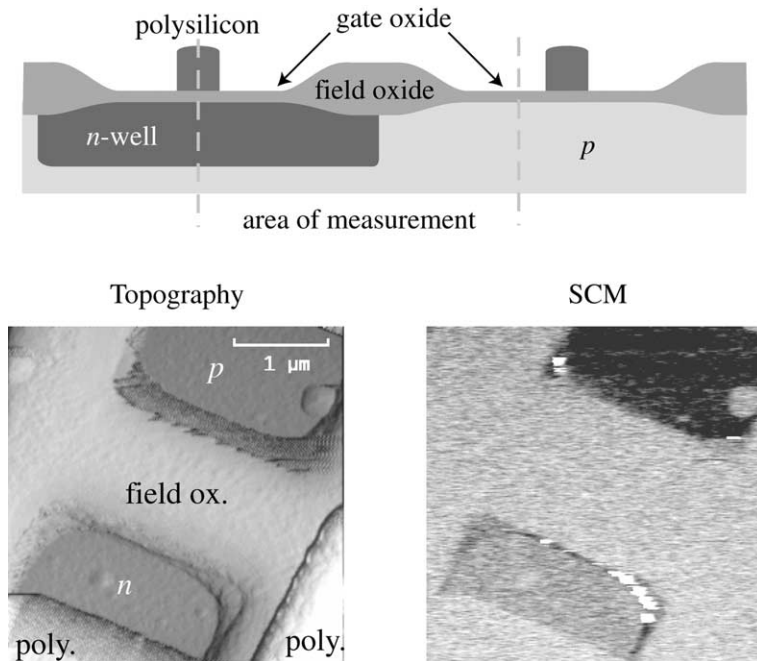 polysilicon
gate oxide
field oxide
n-well
p
area of measurement
Topography
SCM
p
1 μm
field ox.
n
poly.
poly.